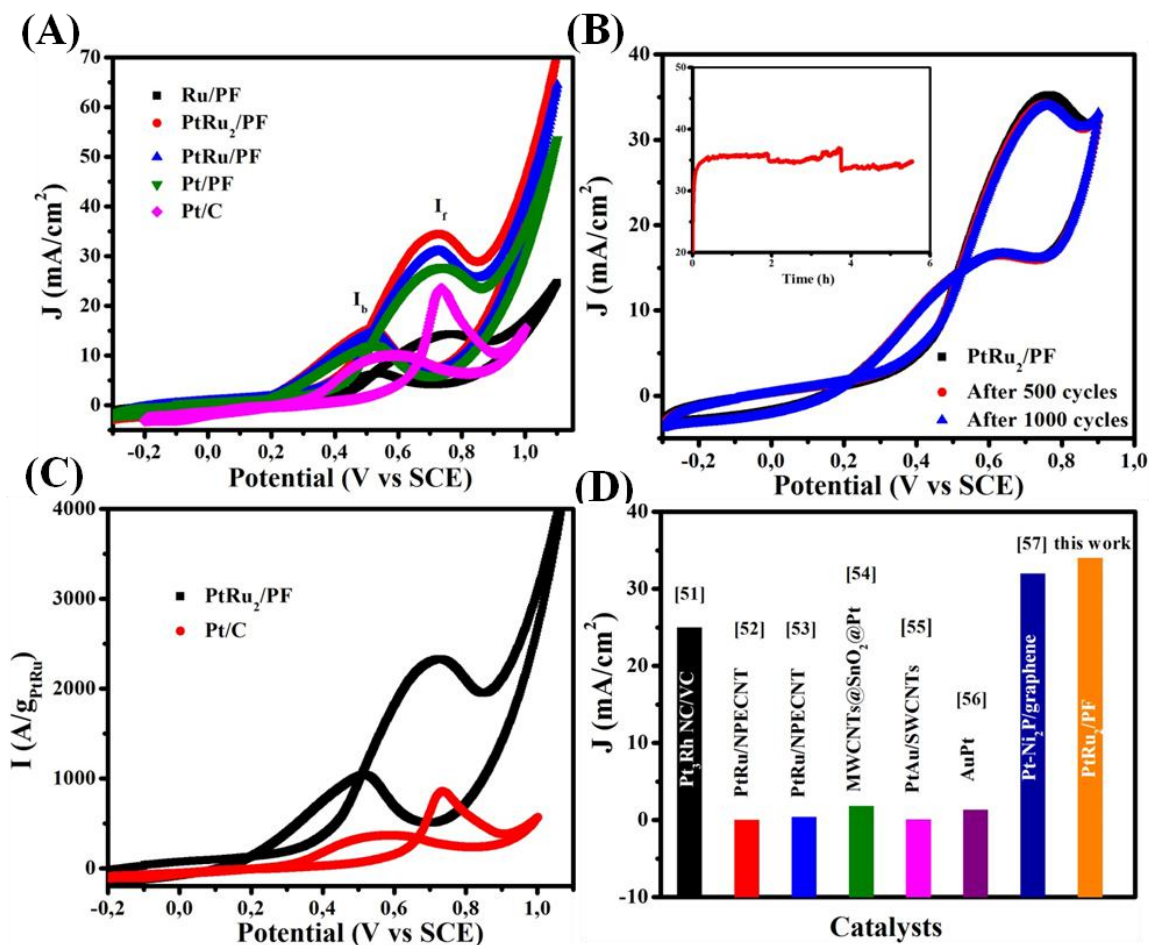 (A)
70
60
50
40
30
20
10
0
J (mA/cm²)
Ru/PF
PtRu₂/PF
PtRu/PF
Pt/PF
Pt/C
I_f
I_b
-0,2 0,0 0,2 0,4 0,6 0,8 1,0
Potential (V vs SCE)
(B)
40
30
20
10
0
J (mA/cm²)
50
40
30
20
0 2 4 6
Time (h)
PtRu₂/PF
After 500 cycles
After 1000 cycles
-0,2 0,0 0,2 0,4 0,6 0,8 1,0
Potential (V vs SCE)
(C)
4000
3000
2000
1000
0
I (A/g_PtRu)
PtRu₂/PF
Pt/C
-0,2 0,0 0,2 0,4 0,6 0,8 1,0
Potential (V vs SCE)
(D)
40
30
20
10
0
-10
J (mA/cm²)
[51]
Pt₃Rh NC/VC
[52]
PtRu/NPECNT
[53]
PtRu/NPECNT
[54]
MWCNTs@SnO₂@Pt
[55]
PtAu/SWCNTs
[56]
AuPt
[57]
Pt-Ni₂P/graphene
this work
PtRu₂/PF
Catalysts